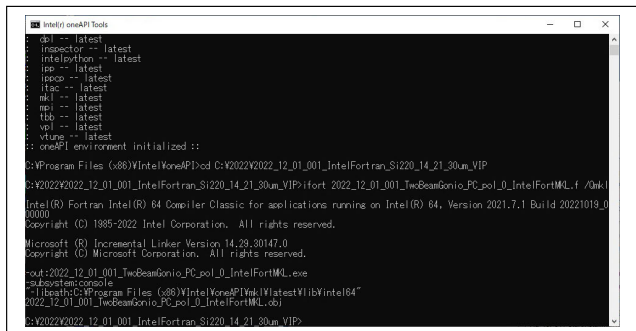 Intel(r) oneAPI Tools
: dpl -- latest
: inspector -- latest
: intelpython -- latest
: ipp -- latest
: ippcp -- latest
: itac -- latest
: mkl -- latest
: mpi -- latest
: tbb -- latest
: vpl -- latest
: vtune -- latest
:: oneAPI environment initialized ::
C:¥Program Files (x86)¥Intel¥oneAPI>cd C:¥2022¥2022_12_01_001_IntelFortran_Si220_14_21_30um_VIP
C:¥2022¥2022_12_01_001_IntelFortran_Si220_14_21_30um_VIP>ifort 2022_12_01_001_TwoBeamGonio_PC_pol_0_IntelFortMKL.f /Qmkl
Intel(R) Fortran Intel(R) 64 Compiler Classic for applications running on Intel(R) 64, Version 2021.7.1 Build 20221019_0
00000
Copyright (C) 1985-2022 Intel Corporation. All rights reserved.
Microsoft (R) Incremental Linker Version 14.29.30147.0
Copyright (C) Microsoft Corporation. All rights reserved.
-out:2022_12_01_001_TwoBeamGonio_PC_pol_0_IntelFortMKL.exe
-subsystem:console
"-libpath:C:¥Program Files (x86)¥Intel¥oneAPI¥mkl¥latest¥lib¥intel64"
2022_12_01_001_TwoBeamGonio_PC_pol_0_IntelFortMKL.obj
C:¥2022¥2022_12_01_001_IntelFortran_Si220_14_21_30um_VIP>